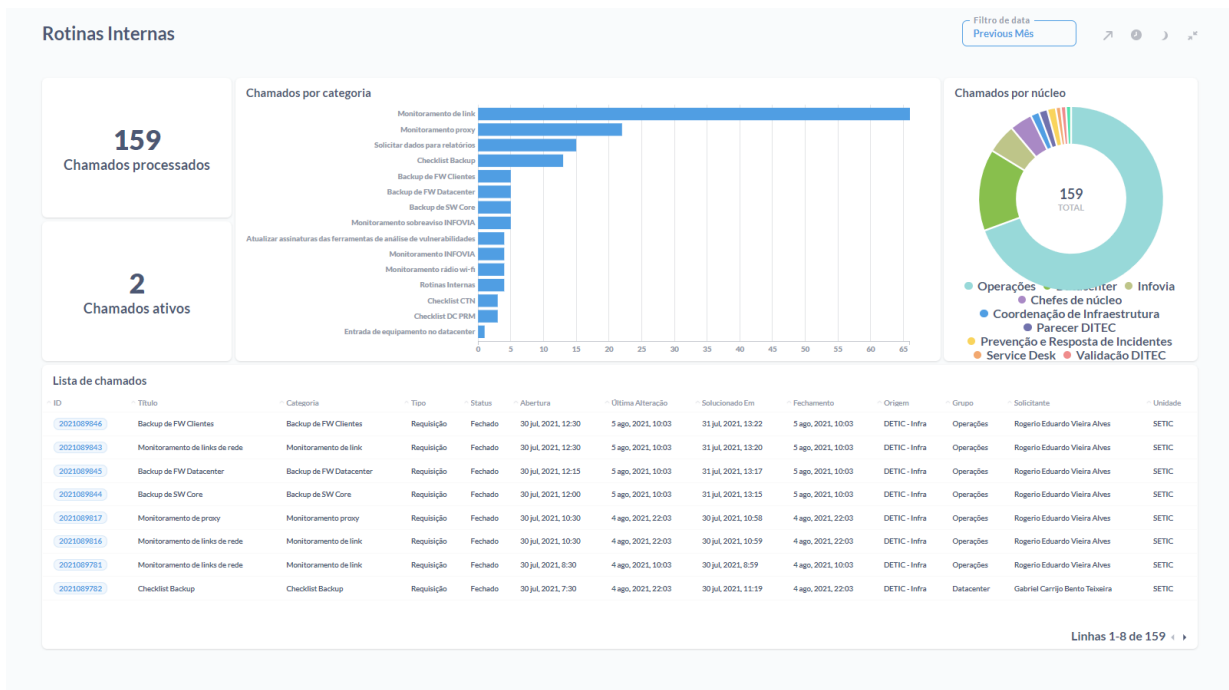 Rotinas Internas
Filtro de data
Previous Mês
159
Chamados processados
2
Chamados ativos
Chamados por categoria
Monitoramento de link
Monitoramento proxy
Solicitar dados para relatórios
Checklist Backup
Backup de FW Clientes
Backup de FW Datacenter
Backup de SW Core
Monitoramento sobreaviso INFOVIA
Atualizar assinaturas das ferramentas de análise de vulnerabilidades
Monitoramento INFOVIA
Monitoramento rádio wi-fi
Rotinas Internas
Checklist CTN
Checklist DC PRM
Entrada de equipamento no datacenter
0 5 10 15 20 25 30 35 40 45 50 55 60 65
Chamados por núcleo
159
TOTAL
Operações Infovia
Chefes de núcleo
Coordenação de Infraestrutura
Parecer DITEC
Prevenção e Resposta de Incidentes
Service Desk Validação DITEC
Lista de chamados
ID Título Categoria Tipo Status Abertura Última Alteração Solucionado Em Fechamento Origem Grupo Solicitante Unidade
2021089846 Backup de FW Clientes Backup de FW Clientes Requisição Fechado 30 jul, 2021, 12:30 5 ago, 2021, 10:03 31 jul, 2021, 13:22 5 ago, 2021, 10:03 DETIC - Infra Operações Rogerio Eduardo Vieira Alves SETIC
2021089843 Monitoramento de links de rede Monitoramento de link Requisição Fechado 30 jul, 2021, 12:30 5 ago, 2021, 10:03 31 jul, 2021, 13:20 5 ago, 2021, 10:03 DETIC - Infra Operações Rogerio Eduardo Vieira Alves SETIC
2021089845 Backup de FW Datacenter Backup de FW Datacenter Requisição Fechado 30 jul, 2021, 12:15 5 ago, 2021, 10:03 31 jul, 2021, 13:17 5 ago, 2021, 10:03 DETIC - Infra Operações Rogerio Eduardo Vieira Alves SETIC
2021089844 Backup de SW Core Backup de SW Core Requisição Fechado 30 jul, 2021, 12:00 5 ago, 2021, 10:03 31 jul, 2021, 13:15 5 ago, 2021, 10:03 DETIC - Infra Operações Rogerio Eduardo Vieira Alves SETIC
2021089817 Monitoramento de proxy Monitoramento proxy Requisição Fechado 30 jul, 2021, 10:30 4 ago, 2021, 22:03 30 jul, 2021, 10:58 4 ago, 2021, 22:03 DETIC - Infra Operações Rogerio Eduardo Vieira Alves SETIC
2021089816 Monitoramento de links de rede Monitoramento de link Requisição Fechado 30 jul, 2021, 10:30 4 ago, 2021, 22:03 30 jul, 2021, 10:59 4 ago, 2021, 22:03 DETIC - Infra Operações Rogerio Eduardo Vieira Alves SETIC
2021089781 Monitoramento de links de rede Monitoramento de link Requisição Fechado 30 jul, 2021, 8:30 4 ago, 2021, 10:03 30 jul, 2021, 8:59 4 ago, 2021, 10:03 DETIC - Infra Operações Rogerio Eduardo Vieira Alves SETIC
2021089782 Checklist Backup Checklist Backup Requisição Fechado 30 jul, 2021, 7:30 4 ago, 2021, 22:03 30 jul, 2021, 11:19 4 ago, 2021, 22:03 DETIC - Infra Datacenter Gabriel Carrijo Bento Teixeira SETIC
Linhas 1-8 de 159